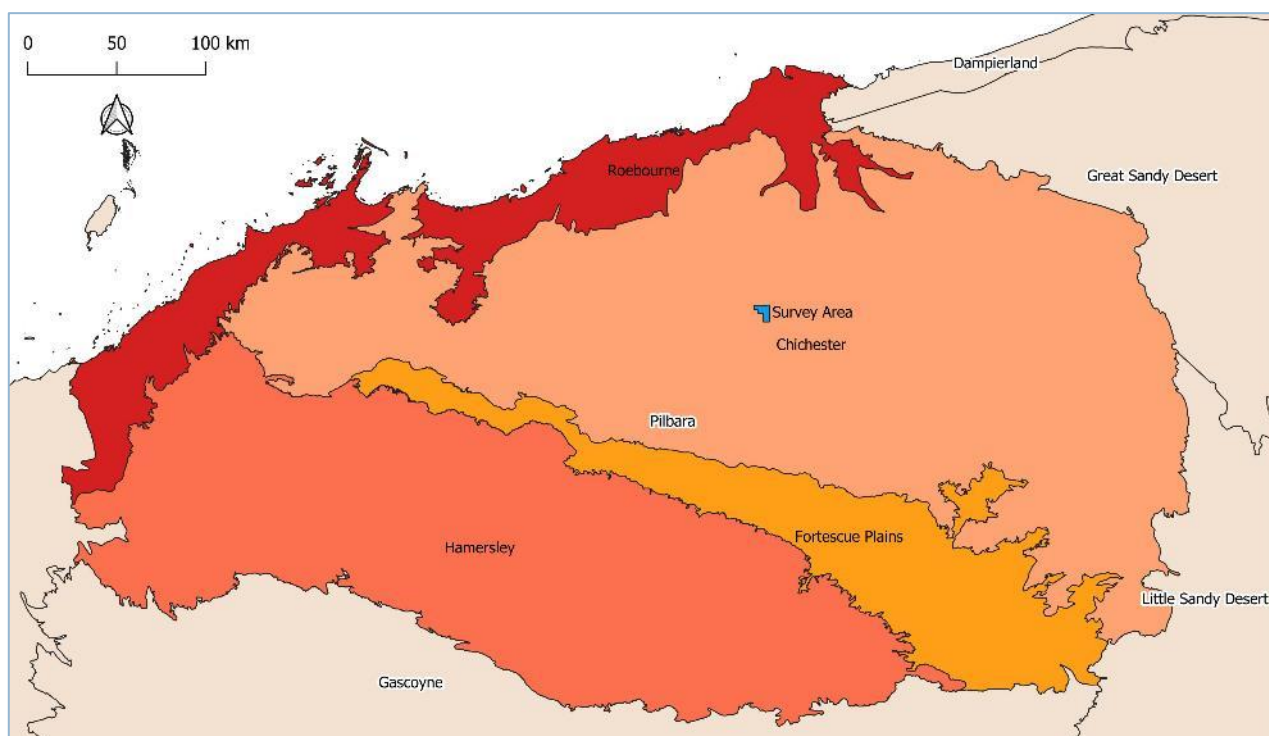 0 50 100 km
Dampierland
Roebourne
Great Sandy Desert
Survey Area
Chichester
Pilbara
Fortescue Plains
Hamersley
Little Sandy Desert
Gascoyne